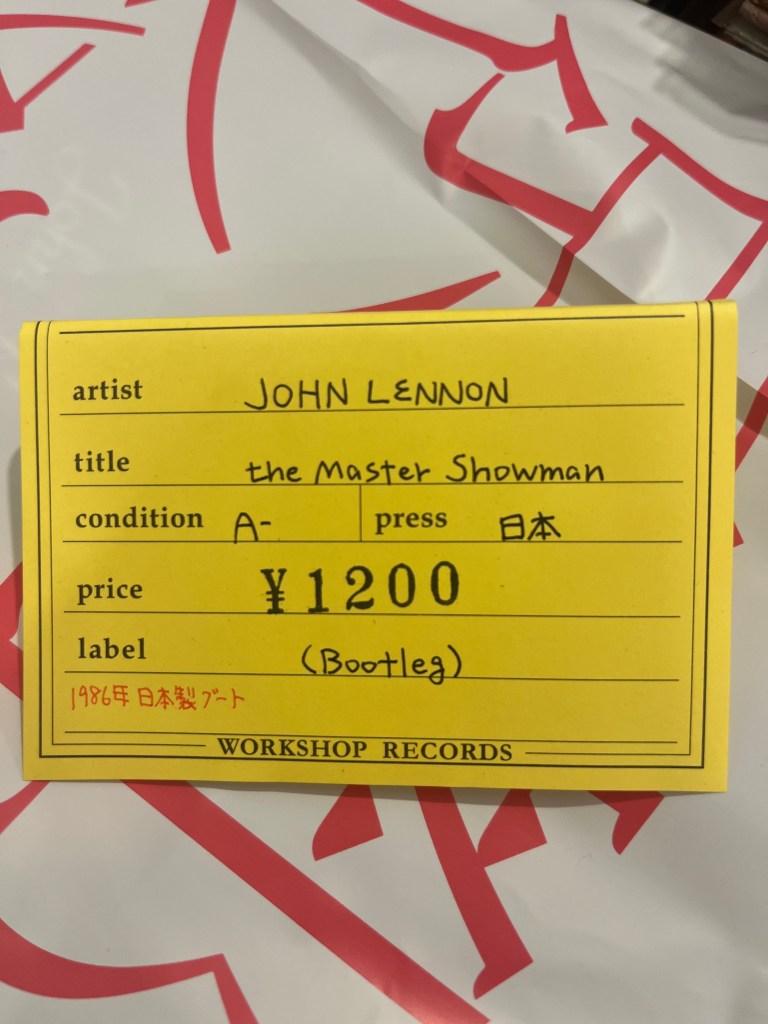 artist JOHN LENNON
title the Master Showman
condition A- press 日本
price ¥1200
label (Bootleg)
1986年 日本製ブート
WORKSHOP RECORDS